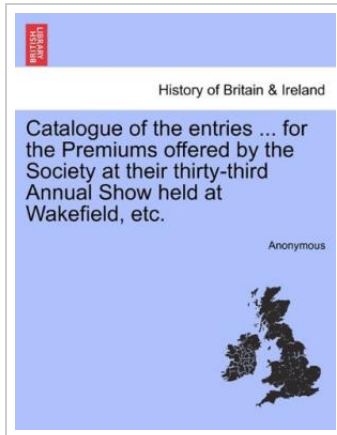 BRITISH
LIBRARY
History of Britain & Ireland
Catalogue of the entries ... for
the Premiums offered by the
Society at their thirty-third
Annual Show held at
Wakefield, etc.
Anonymous